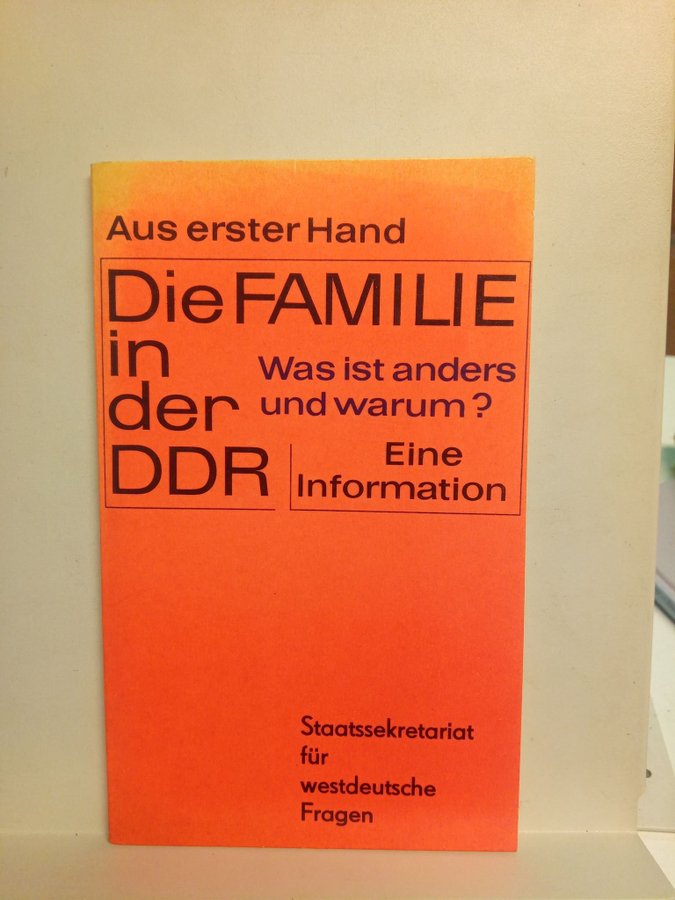 Aus erster Hand
Die FAMILIE
in
der
DDR
Was ist anders
und warum?
Eine
Information
Staatssekretariat
für
westdeutsche
Fragen